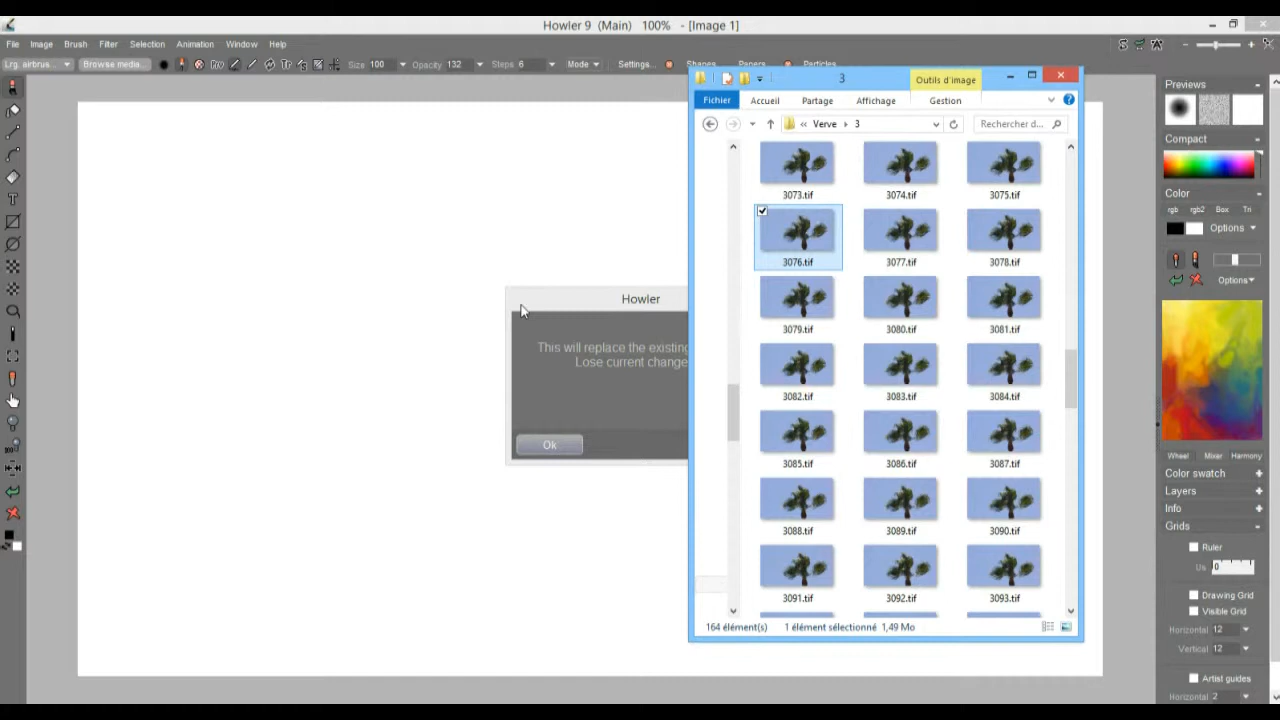 Howler 9 (Main) 100% - [Image 1]
File Image Brush Filter Selection Animation Window Help
Lrg. airbrus... Browse media... Size 100 Opacity 132 Steps 6 Mode Settings...
3
Outils d'image
Fichier Accueil Partage Affichage Gestion
Verve 3
Rechercher d...
3073.tif 3074.tif 3075.tif
3076.tif 3077.tif 3078.tif
3079.tif 3080.tif 3081.tif
3082.tif 3083.tif 3084.tif
3085.tif 3086.tif 3087.tif
3088.tif 3089.tif 3090.tif
3091.tif 3092.tif 3093.tif
164 élément(s) 1 élément sélectionné 1,49 Mo
Howler
This will replace the existing
Lose current change
Ok
Previews
Compact
Color
rgb rgb2 Box Tri
Options
Options
Wheel Mixer Harmony
Color swatch
Layers
Info
Grids
Ruler
Us 0
Drawing Grid
Visible Grid
Horizontal 12
Vertical 12
Artist guides
Horizontal 2